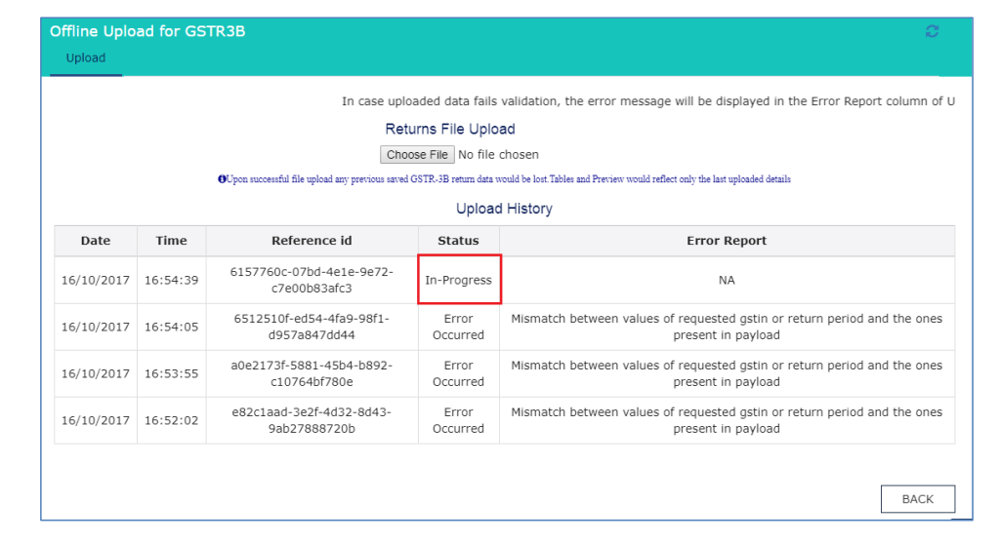 Offline Upload for GSTR3B
Upload
In case uploaded data fails validation, the error message will be displayed in the Error Report column of U
Returns File Upload
Choose File No file chosen
Upon successful file upload any previous saved GSTR-3B return data would be lost.Tables and Preview would reflect only the last uploaded details
Upload History
Date Time Reference id Status Error Report
16/10/2017 16:54:39 6157760c-07bd-4e1e-9e72-
c7e00b83afc3 In-Progress NA
16/10/2017 16:54:05 6512510f-ed54-4fa9-98f1-
d957a847dd44 Error
Occurred Mismatch between values of requested gstin or return period and the ones
present in payload
16/10/2017 16:53:55 a0e2173f-5881-45b4-b892-
c10764bf780e Error
Occurred Mismatch between values of requested gstin or return period and the ones
present in payload
16/10/2017 16:52:02 e82c1aad-3e2f-4d32-8d43-
9ab27888720b Error
Occurred Mismatch between values of requested gstin or return period and the ones
present in payload
BACK